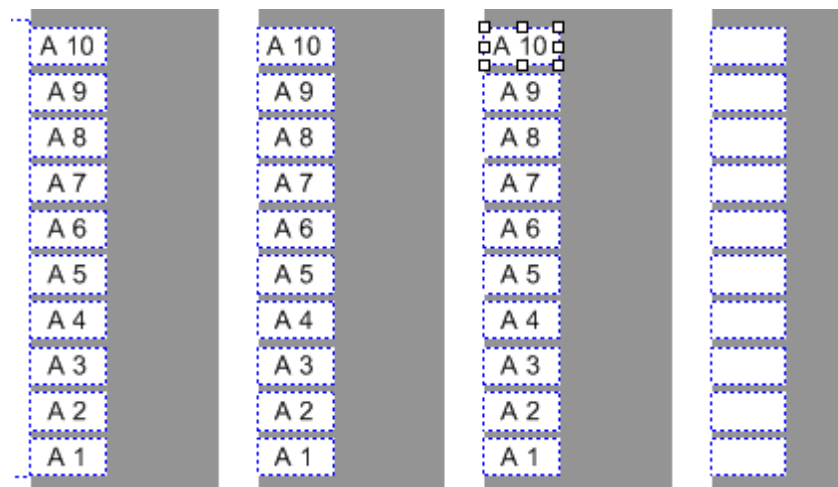 A 10 A 10 A 10
A 9 A 9 A 9
A 8 A 8 A 8
A 7 A 7 A 7
A 6 A 6 A 6
A 5 A 5 A 5
A 4 A 4 A 4
A 3 A 3 A 3
A 2 A 2 A 2
A 1 A 1 A 1